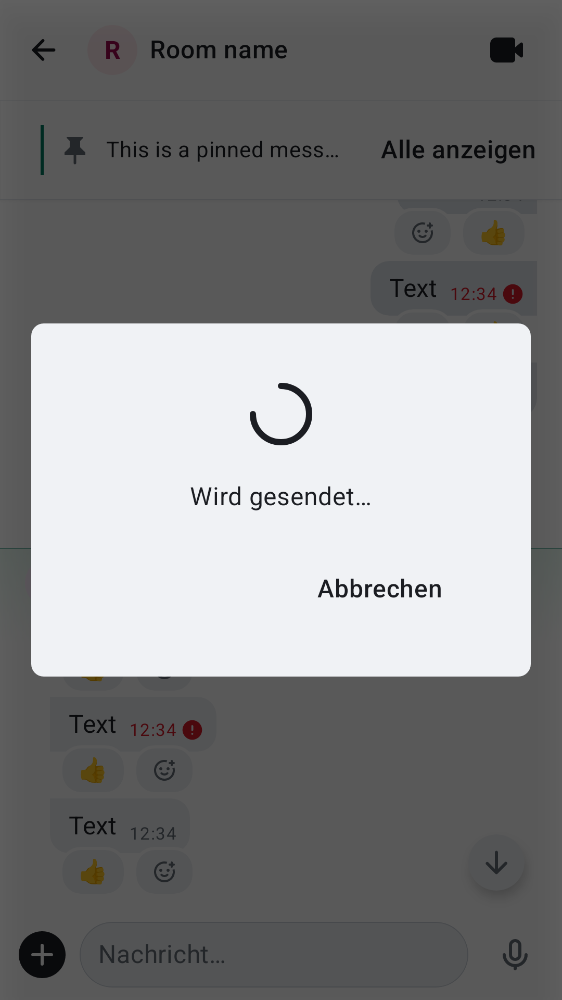 R Room name
This is a pinned mess… Alle anzeigen
Text 12:34
Wird gesendet…
Abbrechen
Text 12:34
Text 12:34
Nachricht…